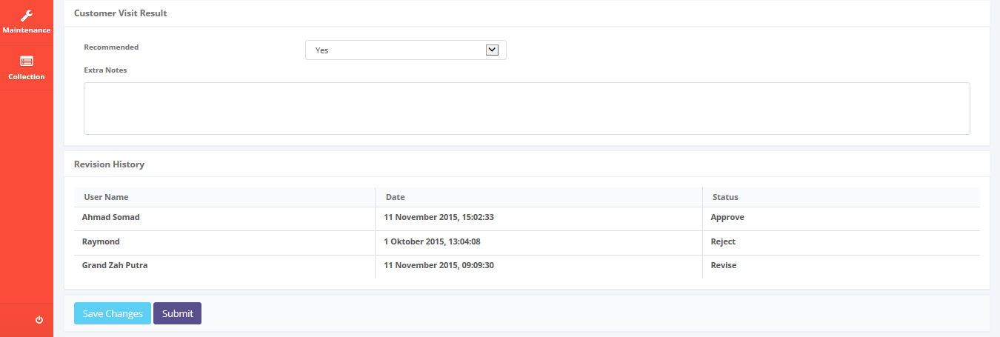 Maintenance
Collection
Customer Visit Result
Recommended
Yes
Extra Notes
Revision History
User Name Date Status
Ahmad Somad 11 November 2015, 15:02:33 Approve
Raymond 1 Oktober 2015, 13:04:08 Reject
Grand Zah Putra 11 November 2015, 09:09:30 Revise
Save Changes Submit